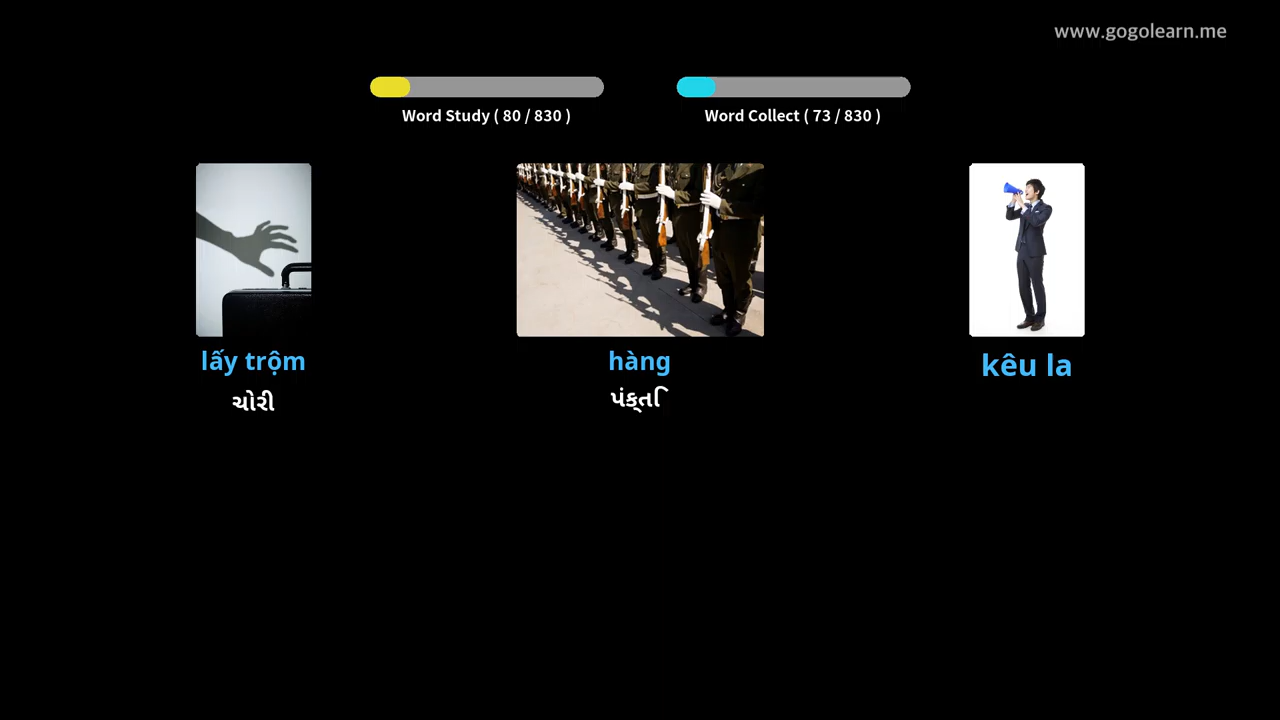 www.gogolearn.me
Word Study ( 80 / 830 )
Word Collect ( 73 / 830 )
lấy trộm
hàng
kêu la
ચોરી
પંક્તિ